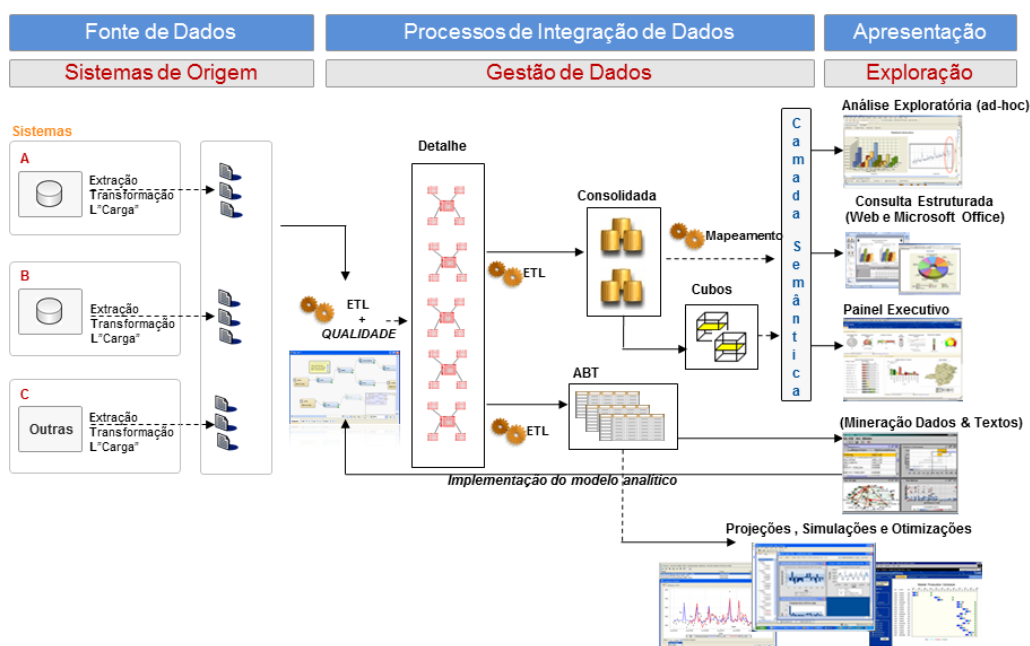 Fonte de Dados
Processos de Integração de Dados
Apresentação
Sistemas de Origem
Gestão de Dados
Exploração
Sistemas
A
Extração
Transformação
L"Carga"
B
Extração
Transformação
L"Carga"
C
Outras
Extração
Transformação
L"Carga"
ETL
+
QUALIDADE
Detalhe
ETL
ETL
Consolidada
Mapeamento
Cubos
ABT
Camada Semântica
Implementação do modelo analítico
Análise Exploratória (ad-hoc)
Consulta Estruturada
(Web e Microsoft Office)
Painel Executivo
(Mineração Dados & Textos)
Projeções , Simulações e Otimizações